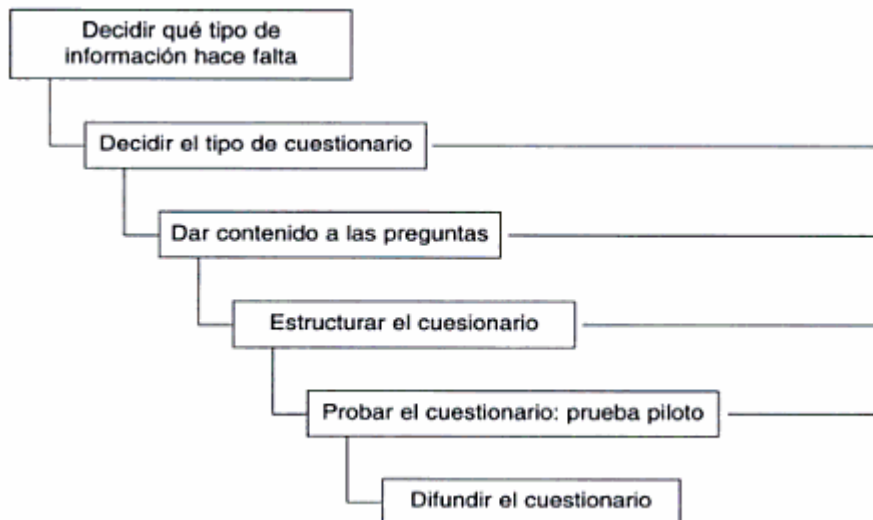 Decidir qué tipo de
información hace falta
Decidir el tipo de cuestionario
Dar contenido a las preguntas
Estructurar el cuesionario
Probar el cuestionario: prueba piloto
Difundir el cuestionario